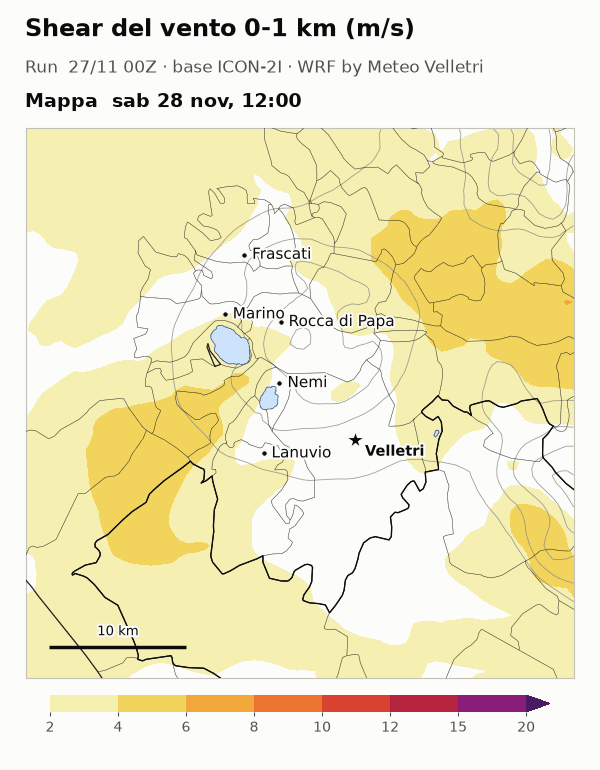 Shear del vento 0-1 km (m/s)
Run  27/11 00Z · base ICON-2I · WRF by Meteo Velletri
Mappa  sab 28 nov, 12:00
Frascati
Marino
Rocca di Papa
Nemi
Velletri
Lanuvio
10 km
2 4 6 8 10 12 15 20